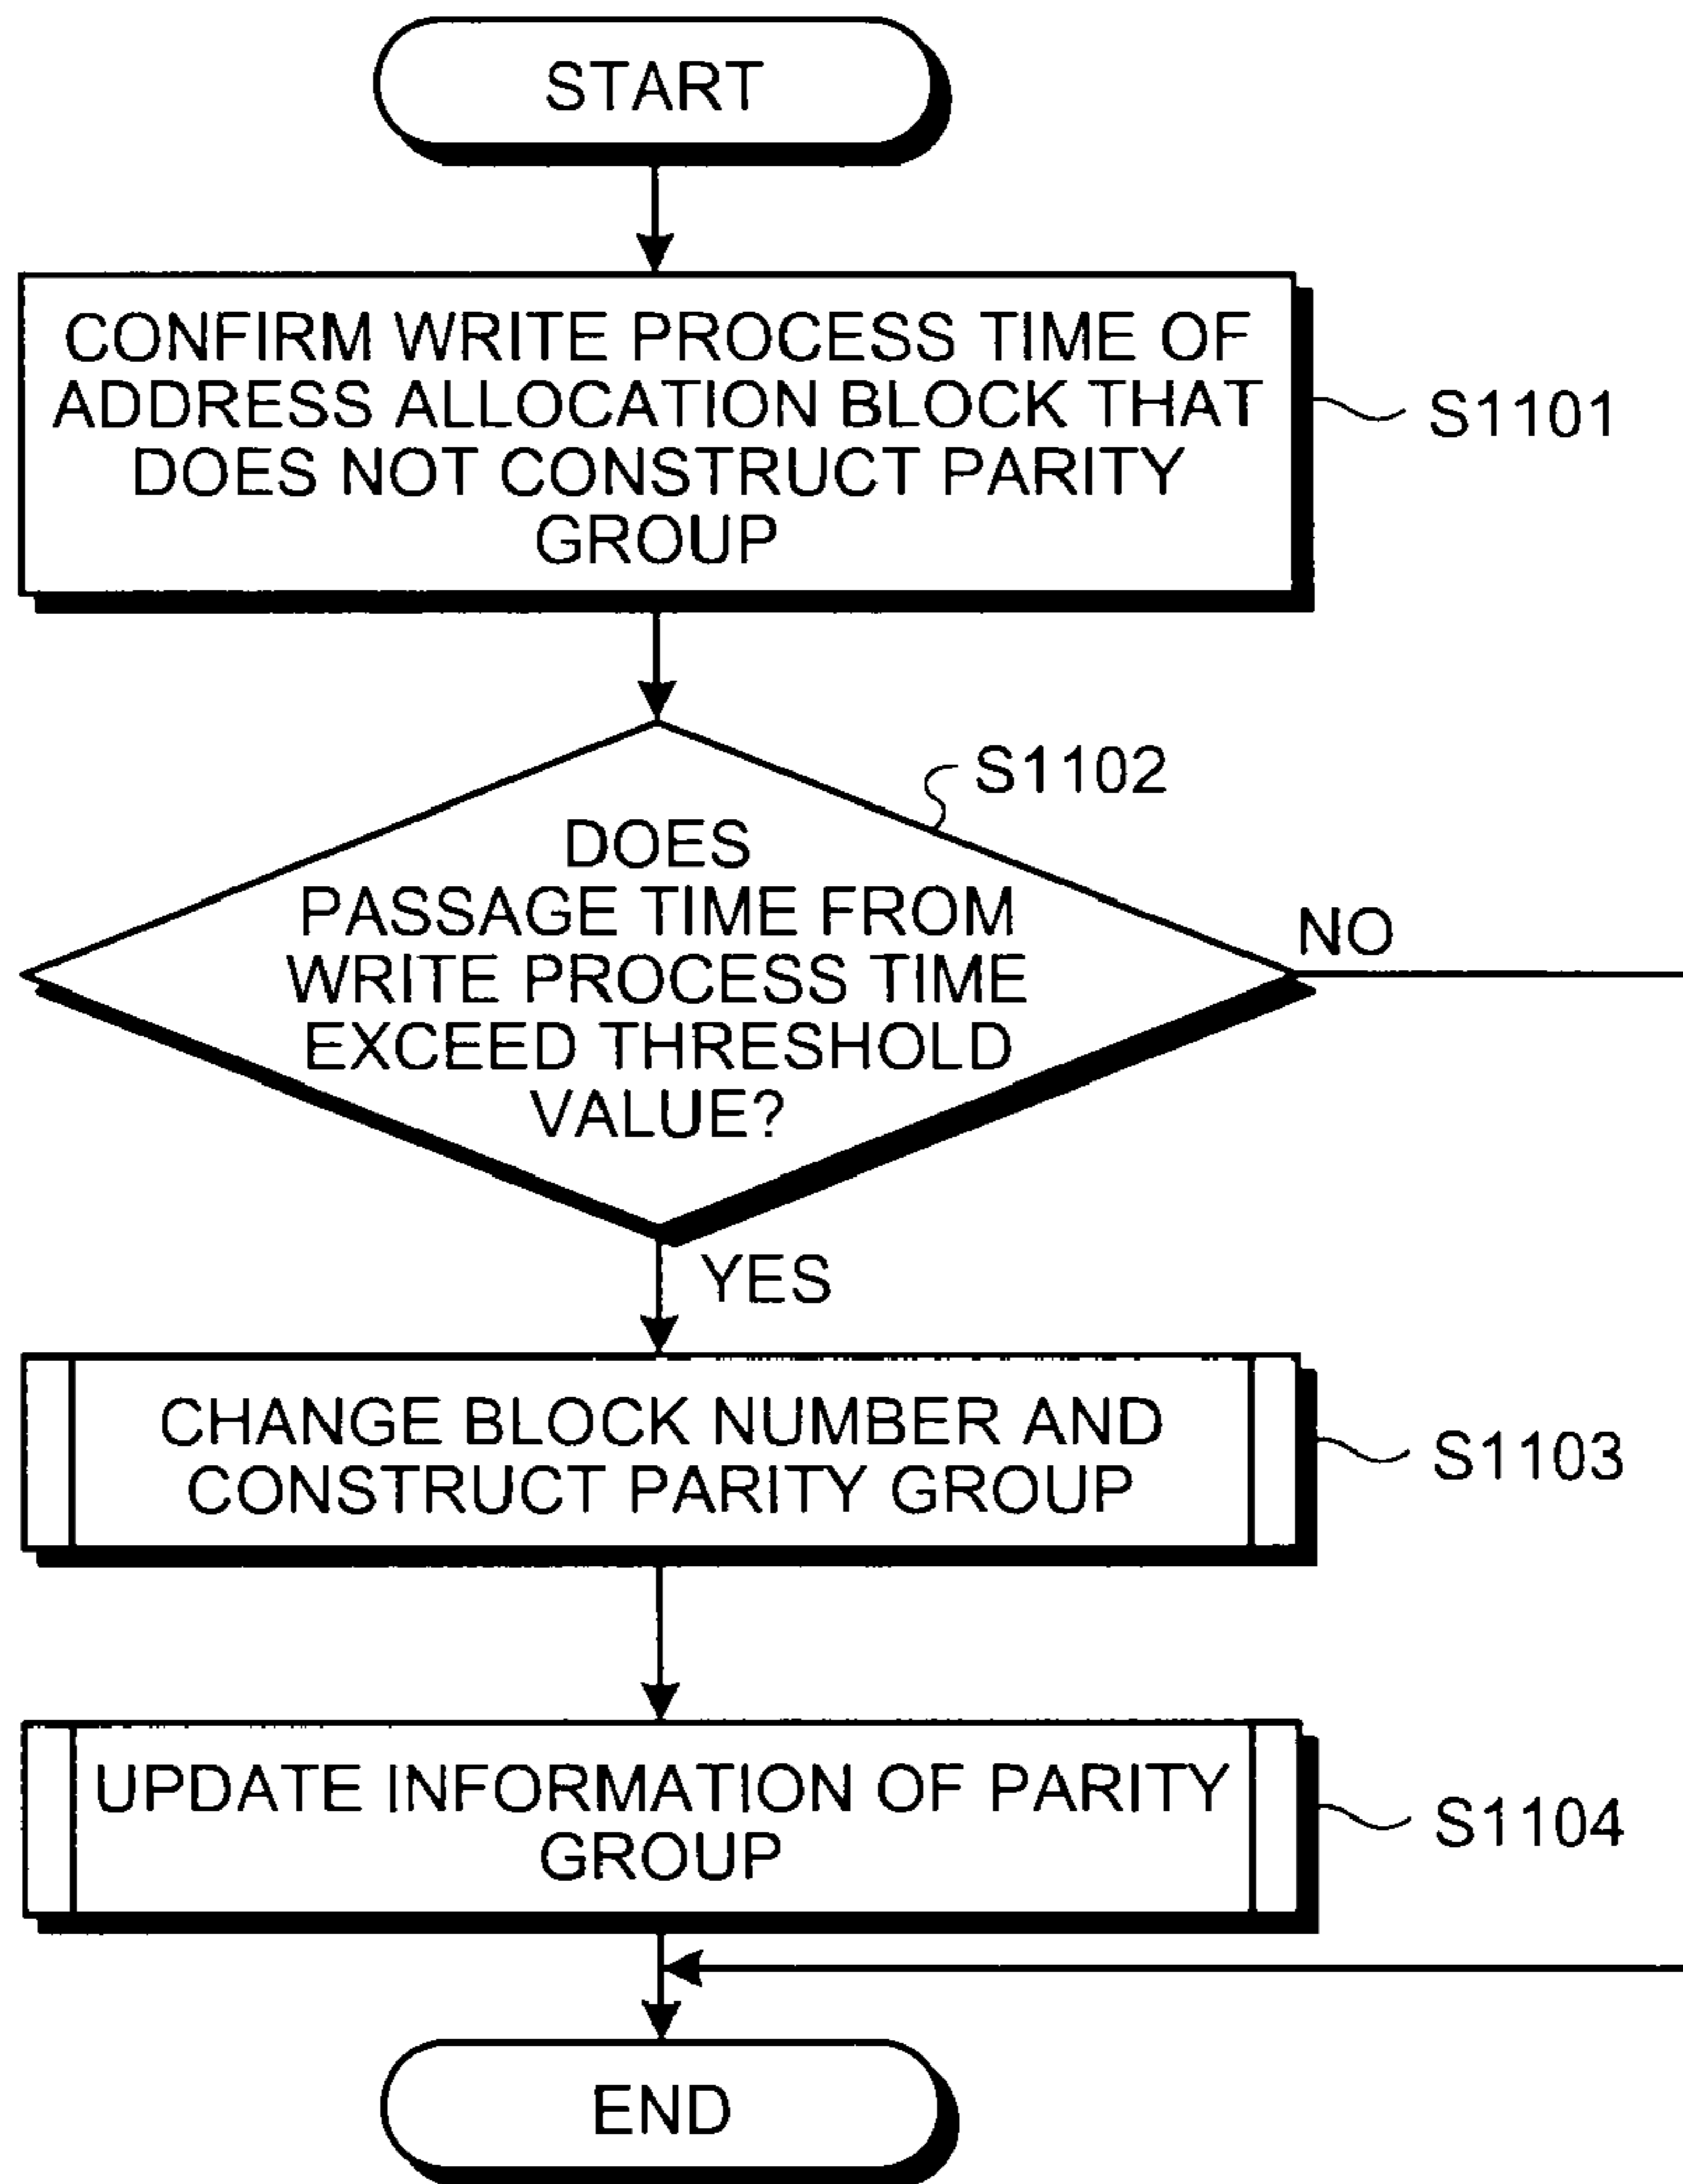 START
CONFIRM WRITE PROCESS TIME OF
ADDRESS ALLOCATION BLOCK THAT
DOES NOT CONSTRUCT PARITY
GROUP
S1101
S1102
DOES
PASSAGE TIME FROM
WRITE PROCESS TIME
EXCEED THRESHOLD
VALUE?
NO
YES
CHANGE BLOCK NUMBER AND
CONSTRUCT PARITY GROUP
S1103
UPDATE INFORMATION OF PARITY
GROUP
S1104
END